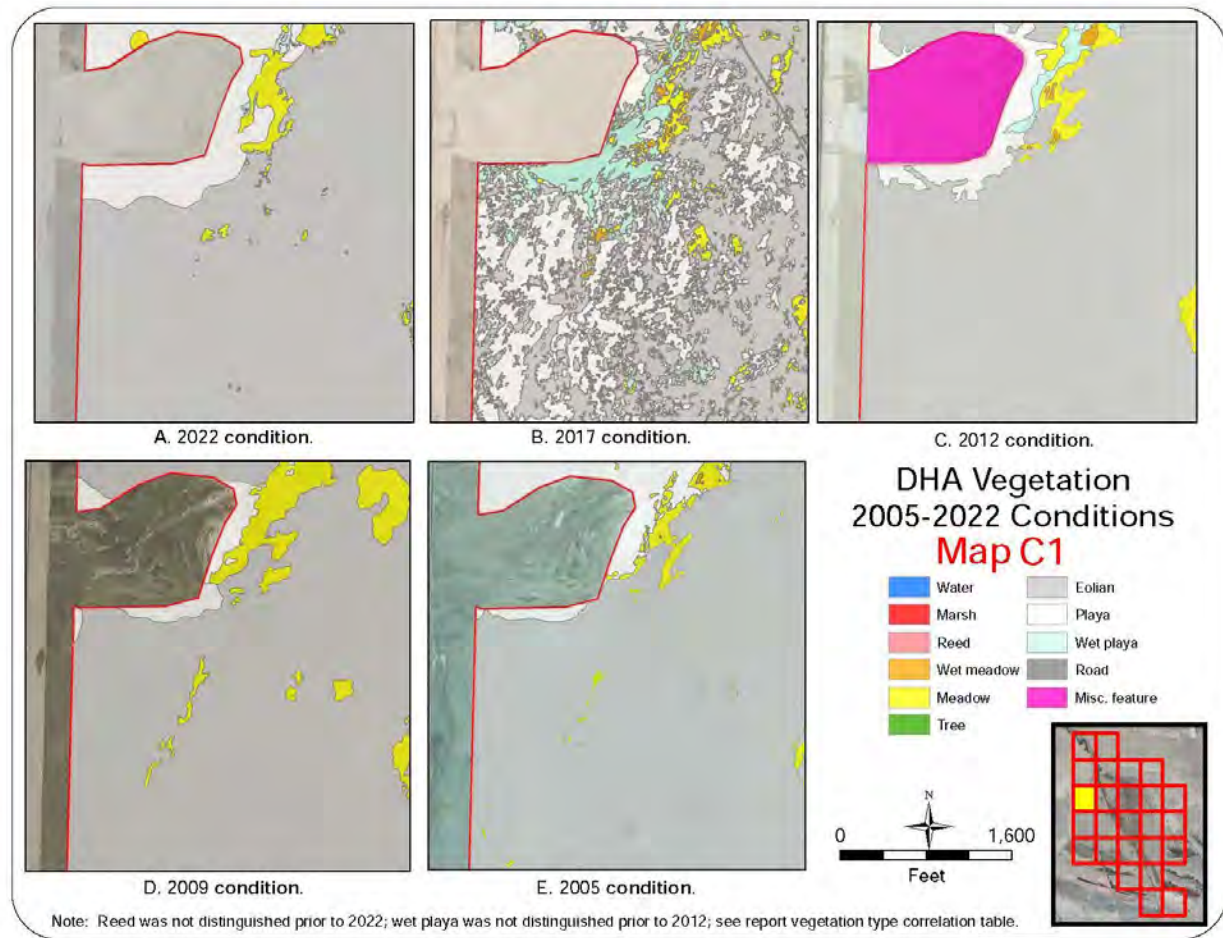 A. 2022 condition.
B. 2017 condition.
C. 2012 condition.
D. 2009 condition.
E. 2005 condition.
DHA Vegetation
2005-2022 Conditions
Map C1
Water
Marsh
Reed
Wet meadow
Meadow
Tree
Eolian
Playa
Wet playa
Road
Misc. feature
N
0 1,600
Feet
Note: Reed was not distinguished prior to 2022; wet playa was not distinguished prior to 2012; see report vegetation type correlation table.